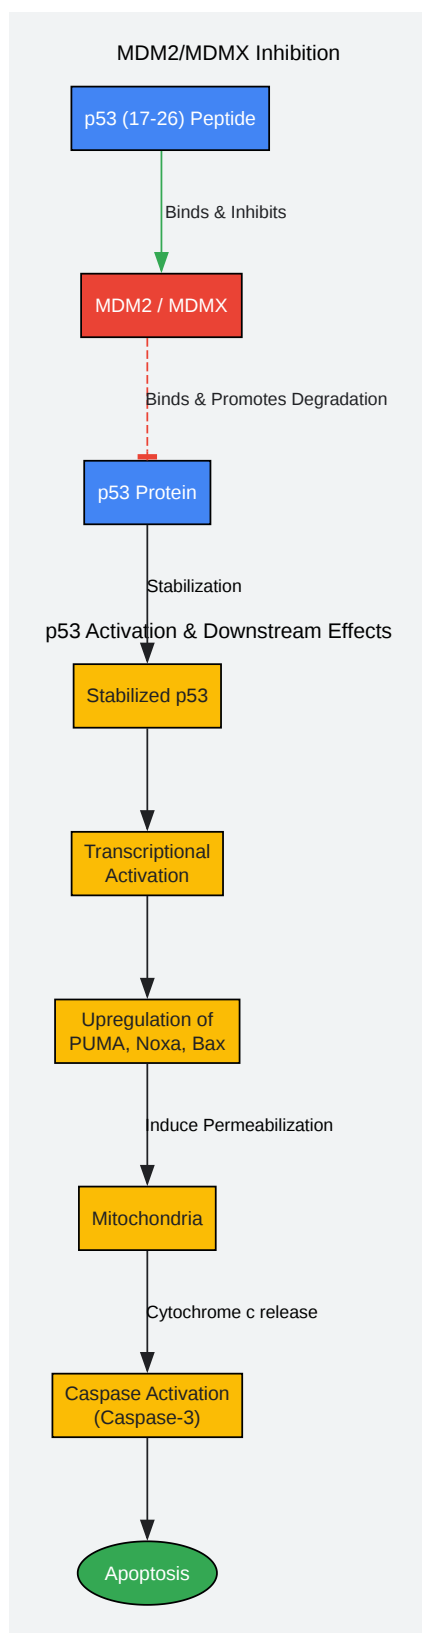 MDM2/MDMX Inhibition
p53 (17-26) Peptide
Binds & Inhibits
MDM2 / MDMX
Binds & Promotes Degradation
p53 Protein
Stabilization
p53 Activation & Downstream Effects
Stabilized p53
Transcriptional
Activation
Upregulation of
PUMA, Noxa, Bax
Induce Permeabilization
Mitochondria
Cytochrome c release
Caspase Activation
(Caspase-3)
Apoptosis